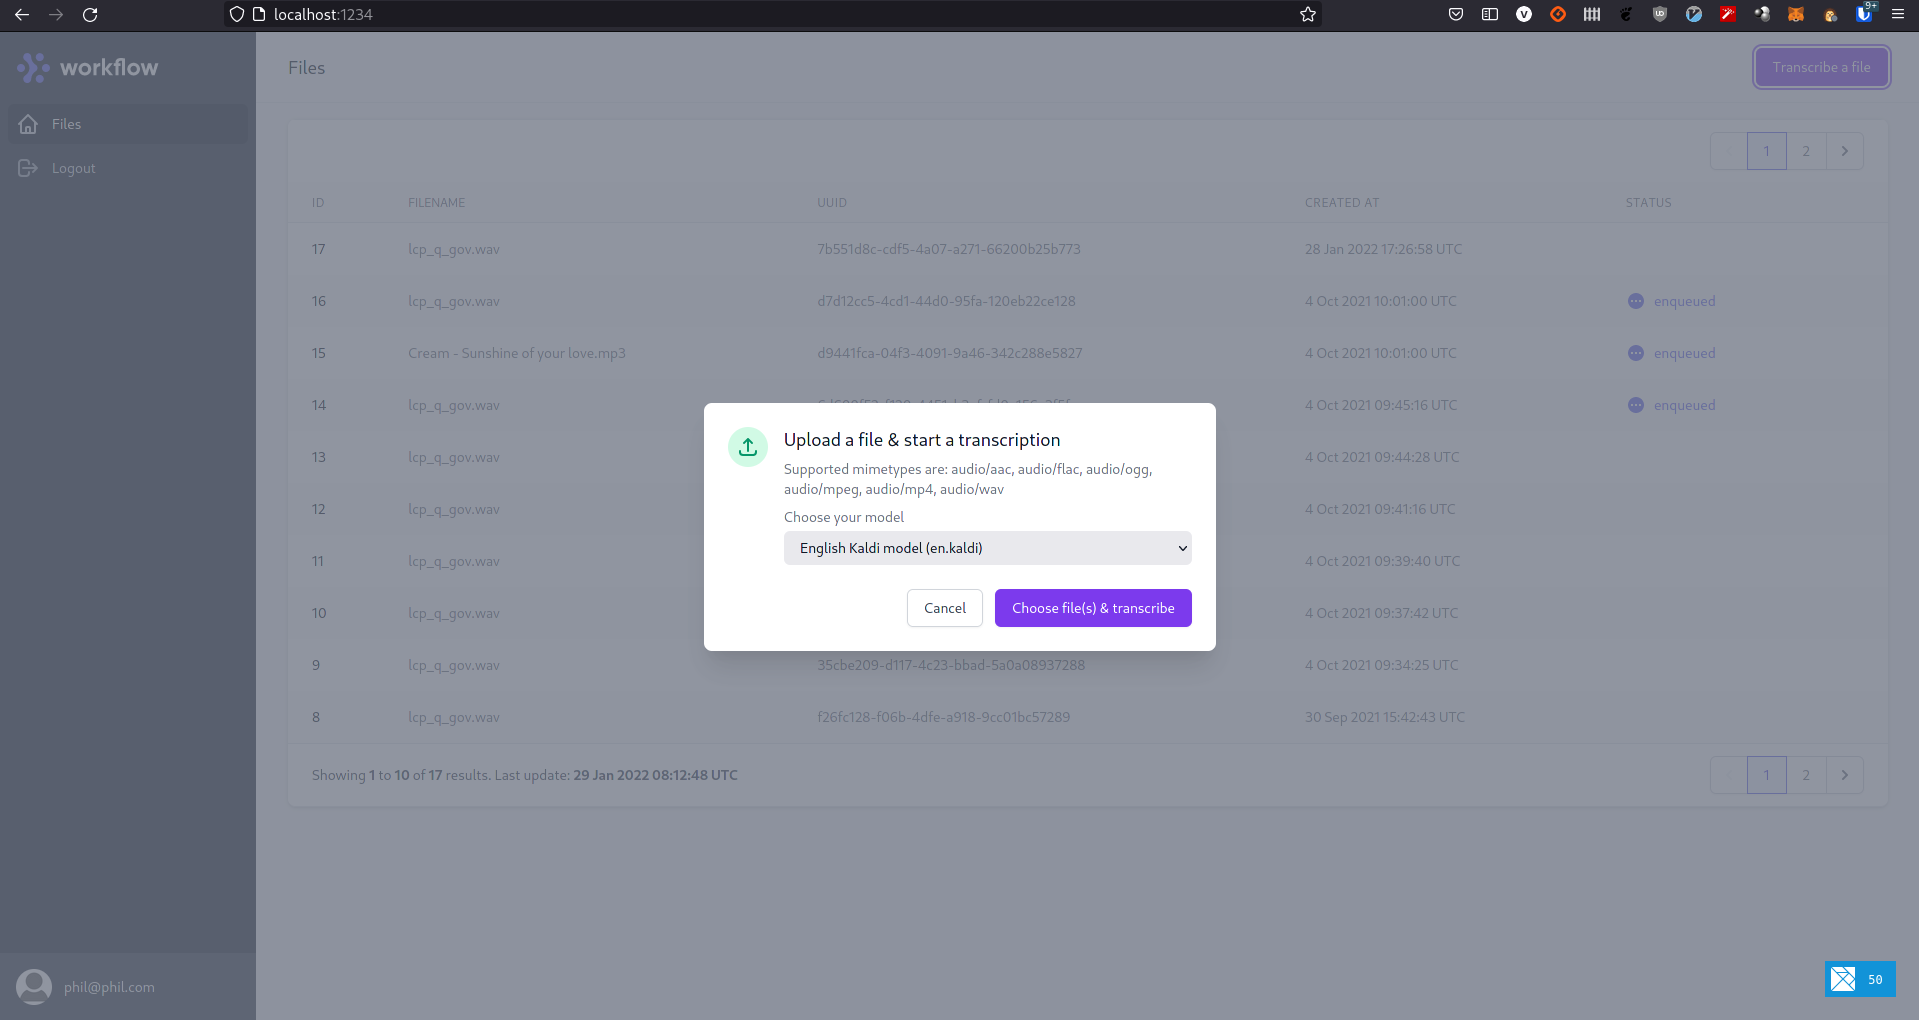 localhost:1234
9+
workflow
Files
Transcribe a file
Files
Logout
1 2
ID FILENAME UUID CREATED AT STATUS
17 lcp_q_gov.wav 7b551d8c-cdf5-4a07-a271-66200b25b773 28 Jan 2022 17:26:58 UTC
16 lcp_q_gov.wav d7d12cc5-4cd1-44d0-95fa-120eb22ce128 4 Oct 2021 10:01:00 UTC enqueued
15 Cream - Sunshine of your love.mp3 d9441fca-04f3-4091-9a46-342c288e5827 4 Oct 2021 10:01:00 UTC enqueued
14 lcp_q_gov.wav 4 Oct 2021 09:45:16 UTC enqueued
13 lcp_q_gov.wav 4 Oct 2021 09:44:28 UTC
12 lcp_q_gov.wav 4 Oct 2021 09:41:16 UTC
11 lcp_q_gov.wav 4 Oct 2021 09:39:40 UTC
10 lcp_q_gov.wav 4 Oct 2021 09:37:42 UTC
9 lcp_q_gov.wav 35cbe209-d117-4c23-bbad-5a0a08937288 4 Oct 2021 09:34:25 UTC
8 lcp_q_gov.wav f26fc128-f06b-4dfe-a918-9cc01bc57289 30 Sep 2021 15:42:43 UTC
Showing 1 to 10 of 17 results. Last update: 29 Jan 2022 08:12:48 UTC
1 2
Upload a file & start a transcription
Supported mimetypes are: audio/aac, audio/flac, audio/ogg,
audio/mpeg, audio/mp4, audio/wav
Choose your model
English Kaldi model (en.kaldi)
Cancel
Choose file(s) & transcribe
phil@phil.com
50